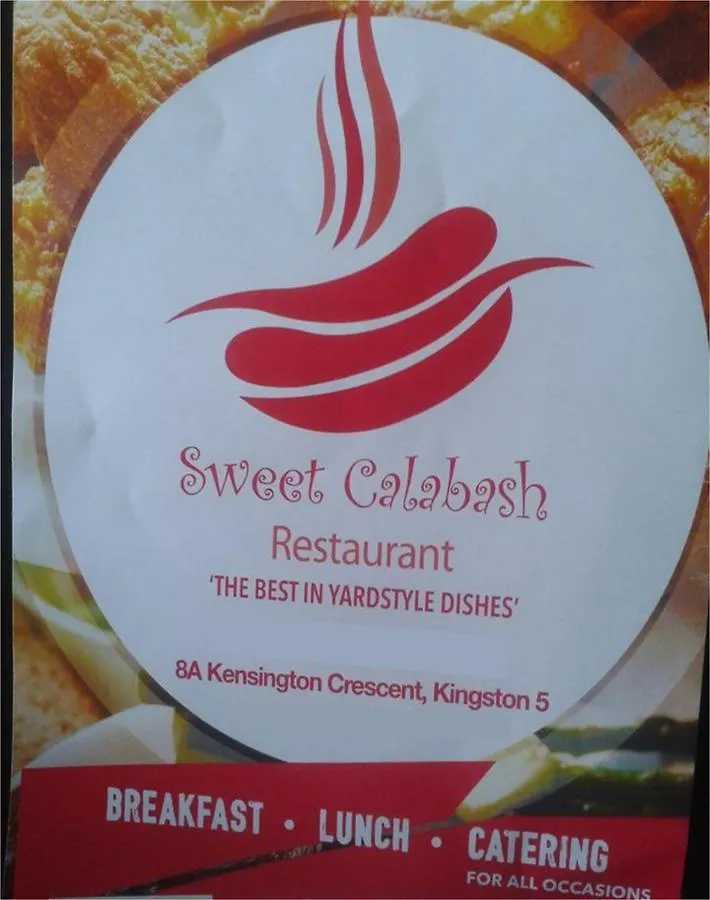 Sweet Calabash
Restaurant
'THE BEST IN YARDSTYLE DISHES'
8A Kensington Crescent, Kingston 5
BREAKFAST • LUNCH • CATERING
FOR ALL OCCASIONS